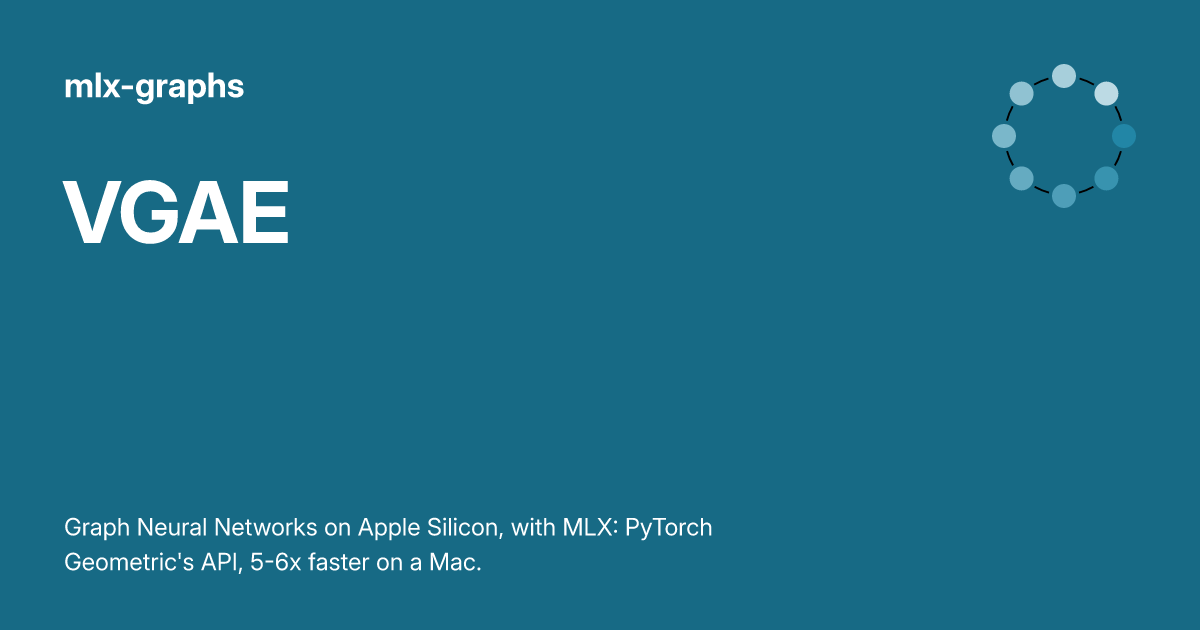 mlx-graphs
VGAE
Graph Neural Networks on Apple Silicon, with MLX: PyTorch
Geometric's API, 5-6x faster on a Mac.